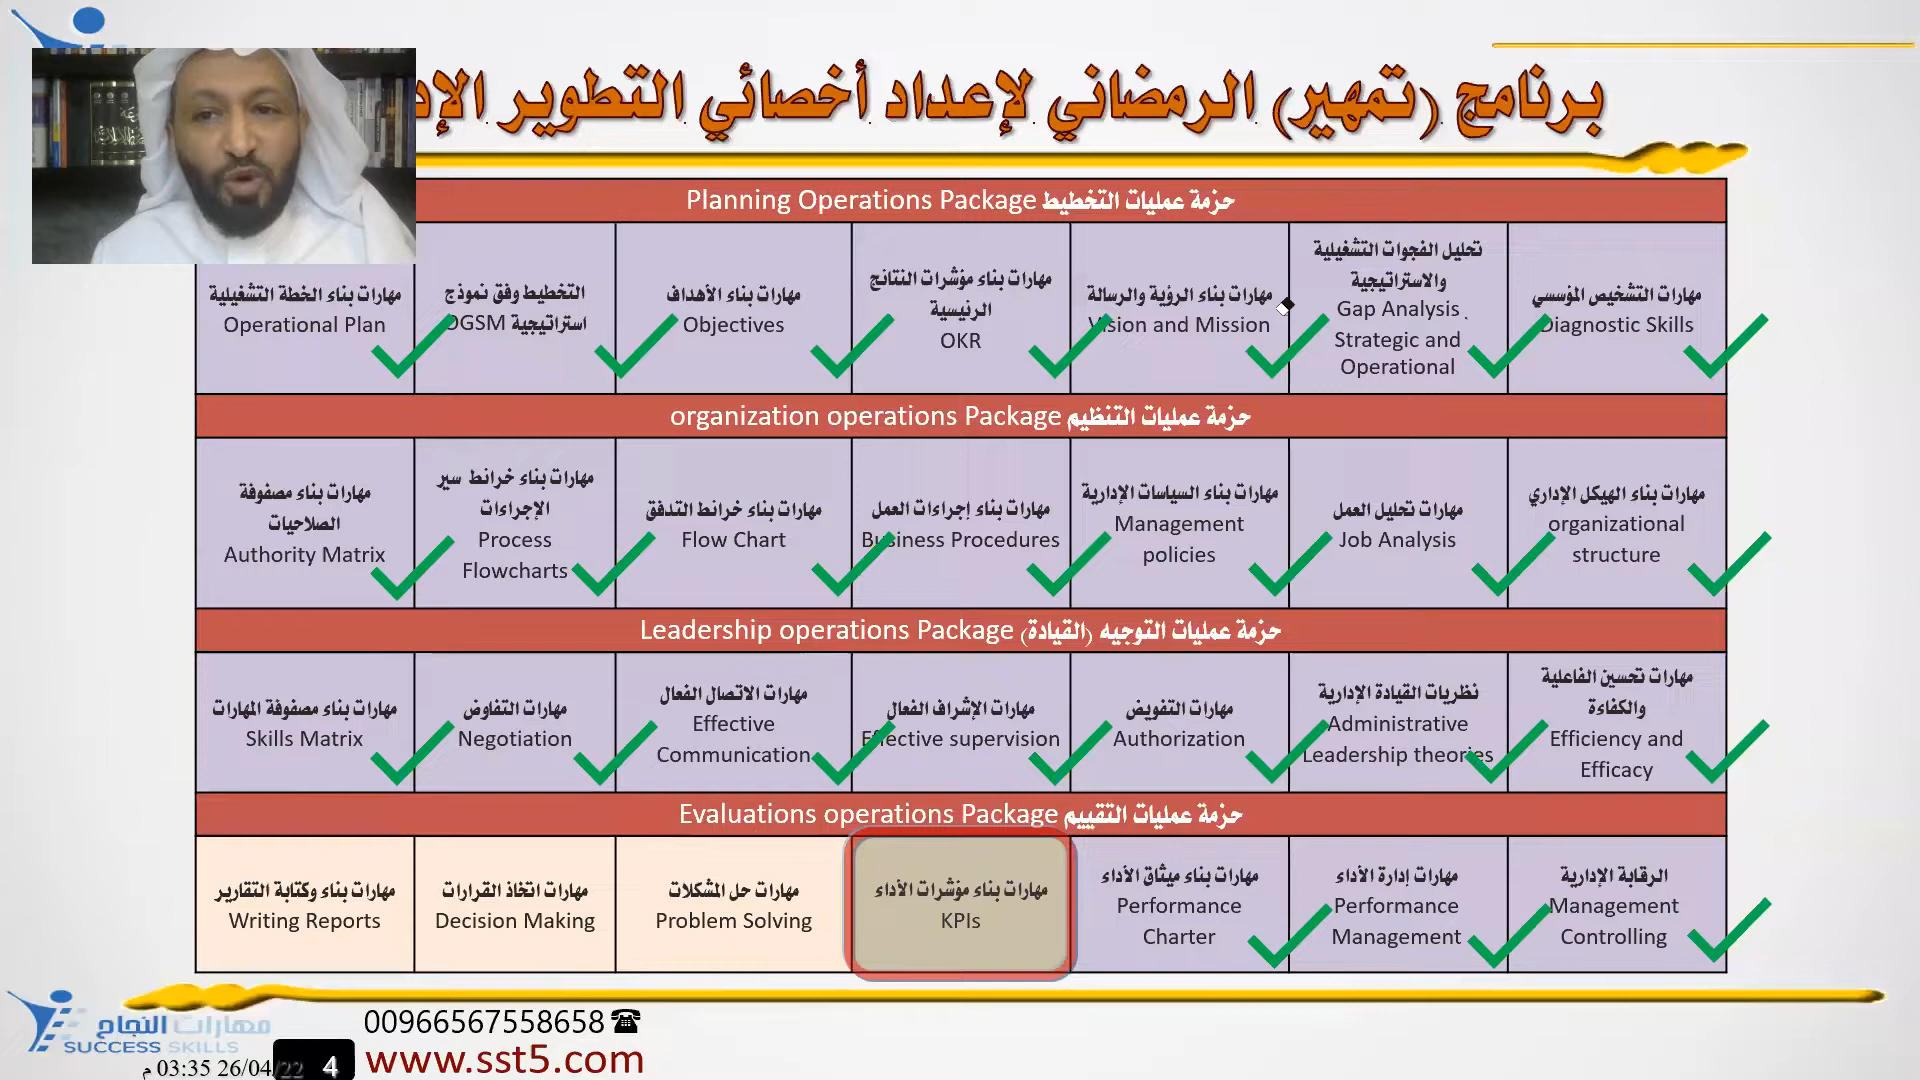 برنامج (تمهير) الرمضاني لإعداد أخصائي التطوير
حزمة عمليات التخطيط Planning Operations Package
مهارات التشخيص المؤسسي
Diagnostic Skills
تحليل الفجوات التشغيلية
والاستراتيجية
Gap Analysis
Strategic and
Operational
مهارات بناء الرؤية والرسالة
Vision and Mission
مهارات بناء مؤشرات النتائج
الرئيسية
OKR
مهارات بناء الأهداف
Objectives
التخطيط وفق نموذج
استراتيجية OGSM
مهارات بناء الخطة التشغيلية
Operational Plan
حزمة عمليات التنظيم organization operations Package
مهارات بناء الهيكل الإداري
organizational
structure
مهارات تحليل العمل
Job Analysis
مهارات بناء السياسات الإدارية
Management
policies
مهارات بناء إجراءات العمل
Business Procedures
مهارات بناء خرائط التدفق
Flow Chart
مهارات بناء خرائط سير
الإجراءات
Process
Flowcharts
مهارات بناء مصفوفة
الصلاحيات
Authority Matrix
حزمة عمليات التوجيه (القيادة) Leadership operations Package
مهارات تحسين الفاعلية
والكفاءة
Efficiency and
Efficacy
نظريات القيادة الإدارية
Administrative
Leadership theories
مهارات التفويض
Authorization
مهارات الإشراف الفعال
Effective supervision
مهارات الاتصال الفعال
Effective
Communication
مهارات التفاوض
Negotiation
مهارات بناء مصفوفة المهارات
Skills Matrix
حزمة عمليات التقييم Evaluations operations Package
الرقابة الإدارية
Management
Controlling
مهارات إدارة الأداء
Performance
Management
مهارات بناء ميثاق الأداء
Performance
Charter
مهارات بناء مؤشرات الأداء
KPIs
مهارات حل المشكلات
Problem Solving
مهارات اتخاذ القرارات
Decision Making
مهارات بناء وكتابة التقارير
Writing Reports
مهارات النجاح
SUCCESS SKILLS
00966567558658
www.sst5.com
03:35 26/04/22 م
4